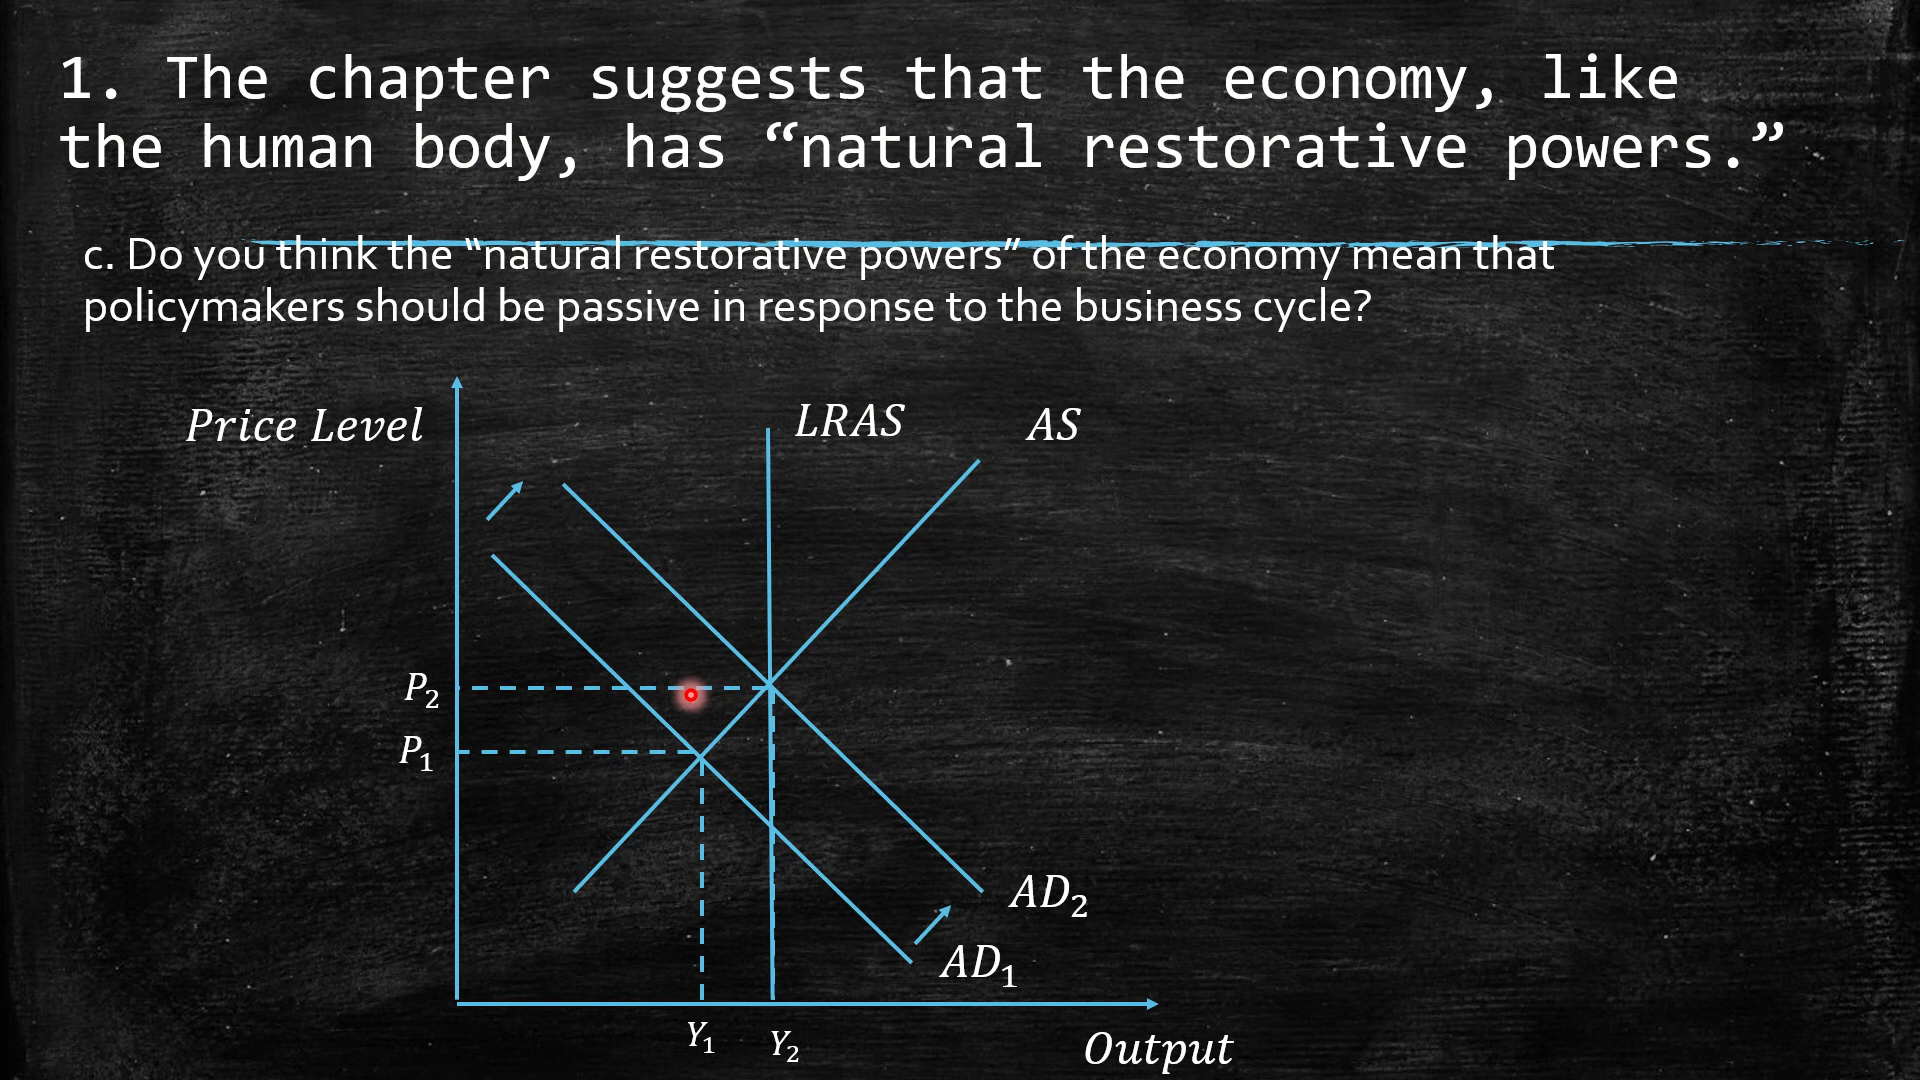 1. The chapter suggests that the economy, like
the human body, has “natural restorative powers.”
c. Do you think the “natural restorative powers” of the economy mean that
policymakers should be passive in response to the business cycle?
Price Level
LRAS
AS
P₂
P₁
AD₂
AD₁
Y₁
Y₂
Output